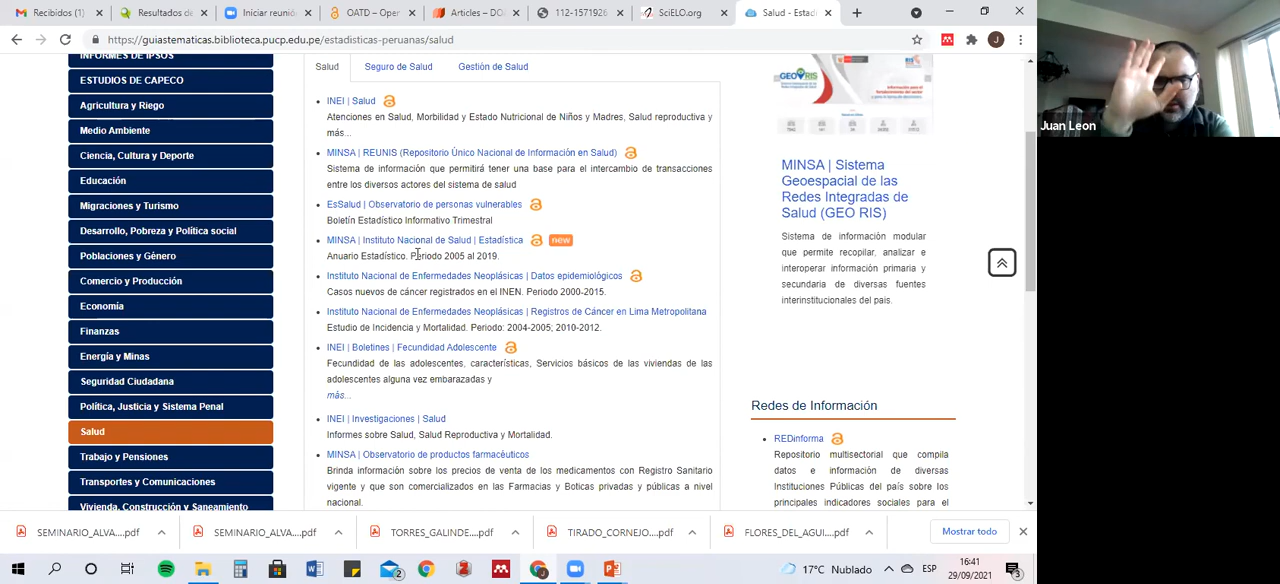 Resultados de
Iniciar reunió
OATD – Oper
Articles – DO
112-1571926
SciELO.org
Salud - Estad
https://guiastematicas.biblioteca.pucp.edu.pe/estadisticas-peruanas/salud
J
INFORMES DE IPSOS
ESTUDIOS DE CAPECO
Agricultura y Riego
Medio Ambiente
Ciencia, Cultura y Deporte
Educación
Migraciones y Turismo
Desarrollo, Pobreza y Política social
Poblaciones y Género
Comercio y Producción
Economía
Finanzas
Energía y Minas
Seguridad Ciudadana
Política, Justicia y Sistema Penal
Salud
Trabajo y Pensiones
Transportes y Comunicaciones
Vivienda, Construcción y Saneamiento
Salud
Seguro de Salud
Gestión de Salud
INEI | Salud
más...
MINSA | REUNIS (Repositorio Único Nacional de Información en Salud)
Sistema de información que permitirá tener una base para el intercambio de transacciones
entre los diversos actores del sistema de salud
EsSalud | Observatorio de personas vulnerables
Boletín Estadístico Informativo Trimestral
MINSA | Instituto Nacional de Salud | Estadística
new
Anuario Estadístico. Periodo 2005 al 2019.
Instituto Nacional de Enfermedades Neoplásicas | Datos epidemiológicos
Casos nuevos de cáncer registrados en el INEN. Periodo 2000-2015.
Instituto Nacional de Enfermedades Neoplásicas | Registros de Cáncer en Lima Metropolitana
Estudio de Incidencia y Mortalidad. Periodo: 2004-2005; 2010-2012.
INEI | Boletines | Fecundidad Adolescente
Fecundidad de las adolescentes, características, Servicios básicos de las viviendas de las
adolescentes alguna vez embarazadas y
más...
INEI | Investigaciones | Salud
Informes sobre Salud, Salud Reproductiva y Mortalidad.
MINSA | Observatorio de productos farmacéuticos
Brinda información sobre los precios de venta de los medicamentos con Registro Sanitario
vigente y que son comercializados en las Farmacias y Boticas privadas y públicas a nivel
nacional.
GEO RIS
MINSA | Sistema
Geoespacial de las
Redes Integradas de
Salud (GEO RIS)
Sistema de información modular
que permite recopilar, analizar e
interoperar información primaria y
secundaria de diversas fuentes
interinstitucionales del pais.
Redes de Información
REDinforma
Repositorio multisectorial que compila
datos e información de diversas
Instituciones Públicas del país sobre los
principales indicadores sociales para el
Juan Leon
SEMINARIO_ALVA....pdf
SEMINARIO_ALVA....pdf
TORRES_GALINDE....pdf
TIRADO_CORNEJO....pdf
FLORES_DEL_AGUI....pdf
Mostrar todo
17°C Nublado
ESP
16:41
29/09/2021